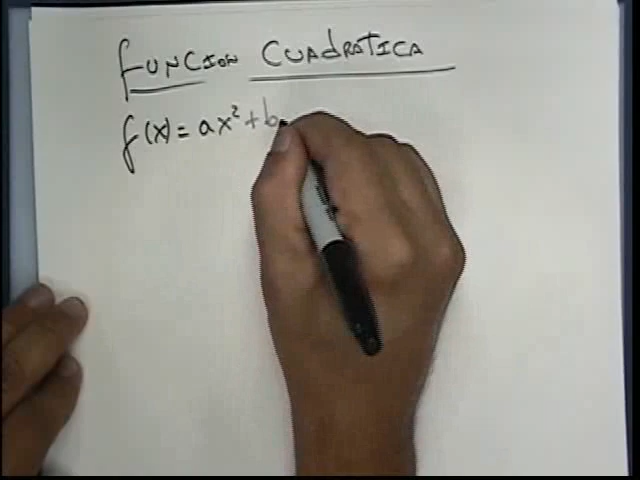 Funcion Cuadratica
f(x) = ax² + b